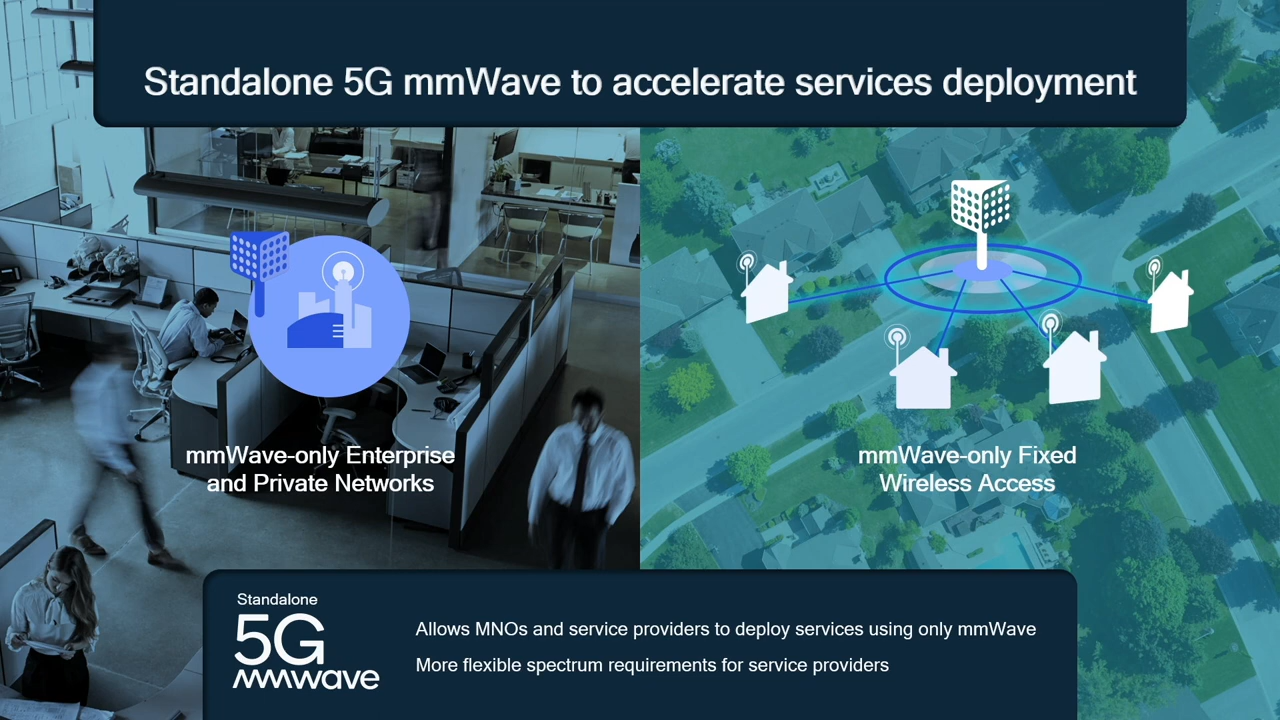 Standalone 5G mmWave to accelerate services deployment
mmWave-only Enterprise
and Private Networks
mmWave-only Fixed
Wireless Access
Standalone
5G
mmwave
Allows MNOs and service providers to deploy services using only mmWave
More flexible spectrum requirements for service providers